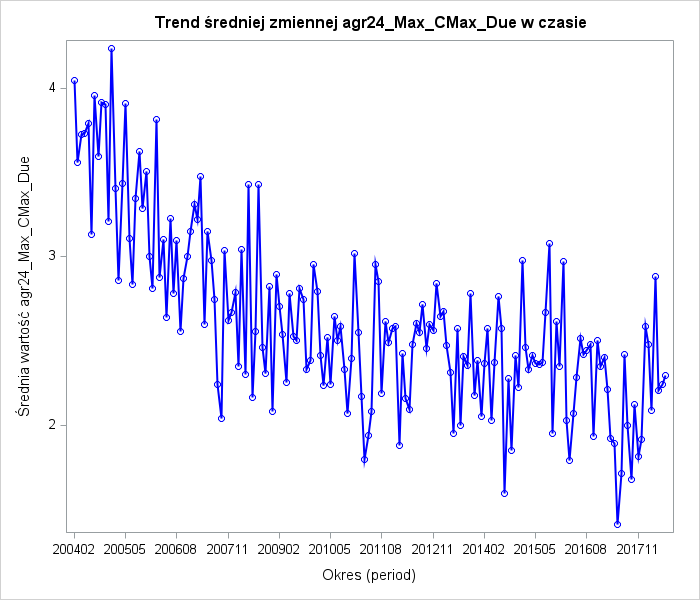 Trend średniej zmiennej agr24_Max_CMax_Due w czasie
Średnia wartość agr24_Max_CMax_Due
4
3
2
200402 200505 200608 200711 200902 201005 201108 201211 201402 201505 201608 201711
Okres (period)